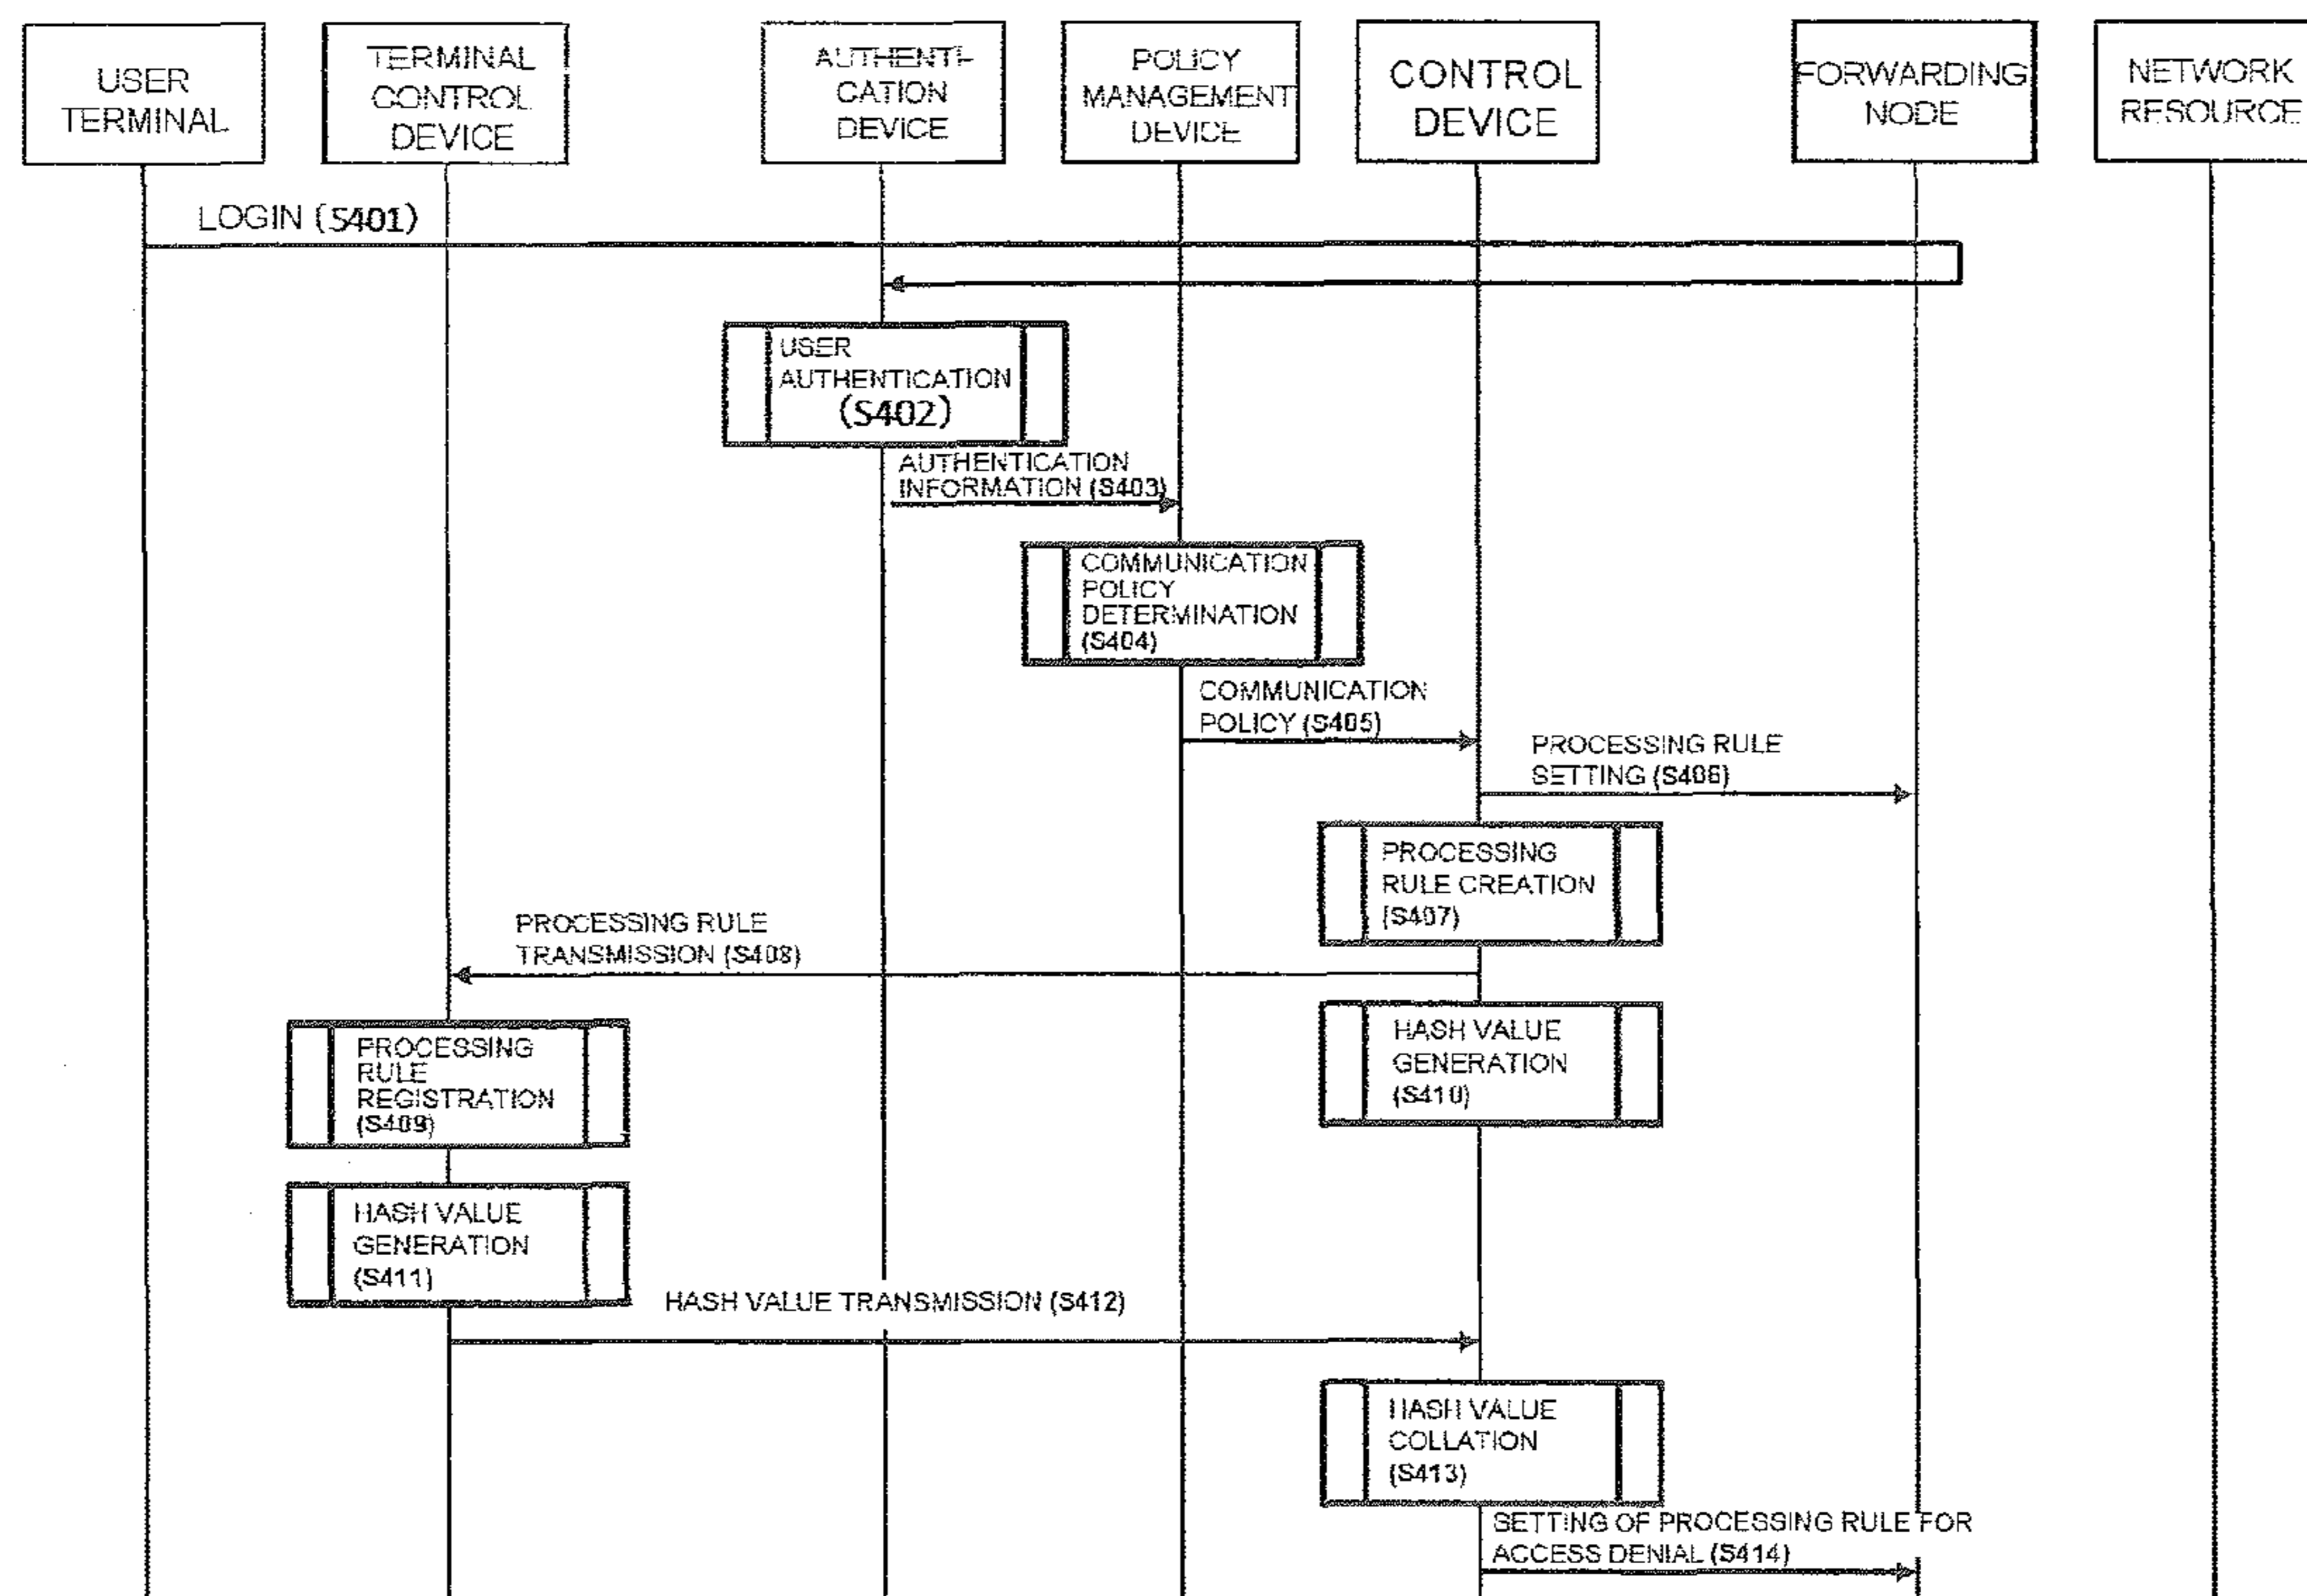 USER
TERMINAL
TERMINAL
CONTROL
DEVICE
AUTHENTI-
CATION
DEVICE
POLICY
MANAGEMENT
DEVICE
CONTROL
DEVICE
FORWARDING
NODE
NETWORK
RESOURCE
LOGIN (S401)
USER
AUTHENTICATION
(S402)
AUTHENTICATION
INFORMATION (S403)
COMMUNICATION
POLICY
DETERMINATION
(S404)
COMMUNICATION
POLICY (S405)
PROCESSING RULE
SETTING (S406)
PROCESSING
RULE CREATION
(S407)
PROCESSING RULE
TRANSMISSION (S408)
PROCESSING
RULE
REGISTRATION
(S409)
HASH VALUE
GENERATION
(S410)
HASH VALUE
GENERATION
(S411)
HASH VALUE TRANSMISSION (S412)
HASH VALUE
COLLATION
(S413)
SETTING OF PROCESSING RULE FOR
ACCESS DENIAL (S414)